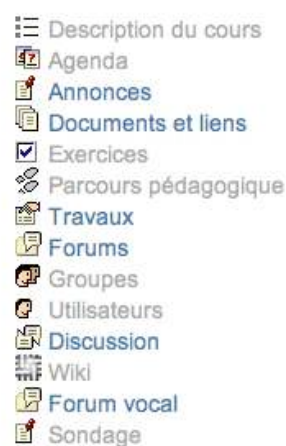 Description du cours
Agenda
Annonces
Documents et liens
Exercices
Parcours pédagogique
Travaux
Forums
Groupes
Utilisateurs
Discussion
Wiki
Forum vocal
Sondage